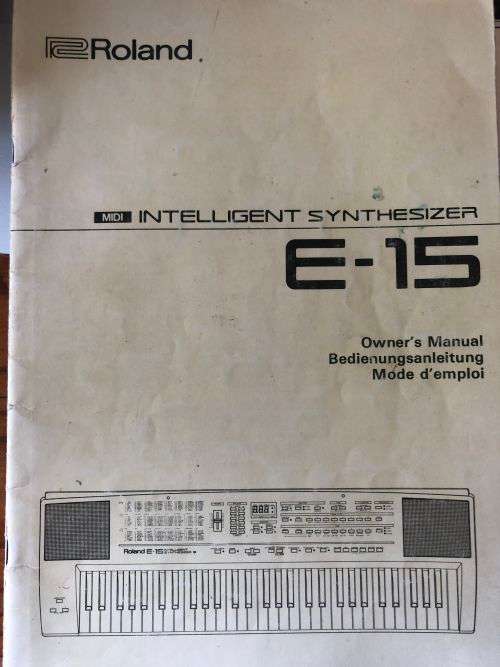 Roland
MIDI INTELLIGENT SYNTHESIZER
E-15
Owner's Manual
Bedienungsanleitung
Mode d'emploi
Roland E-15